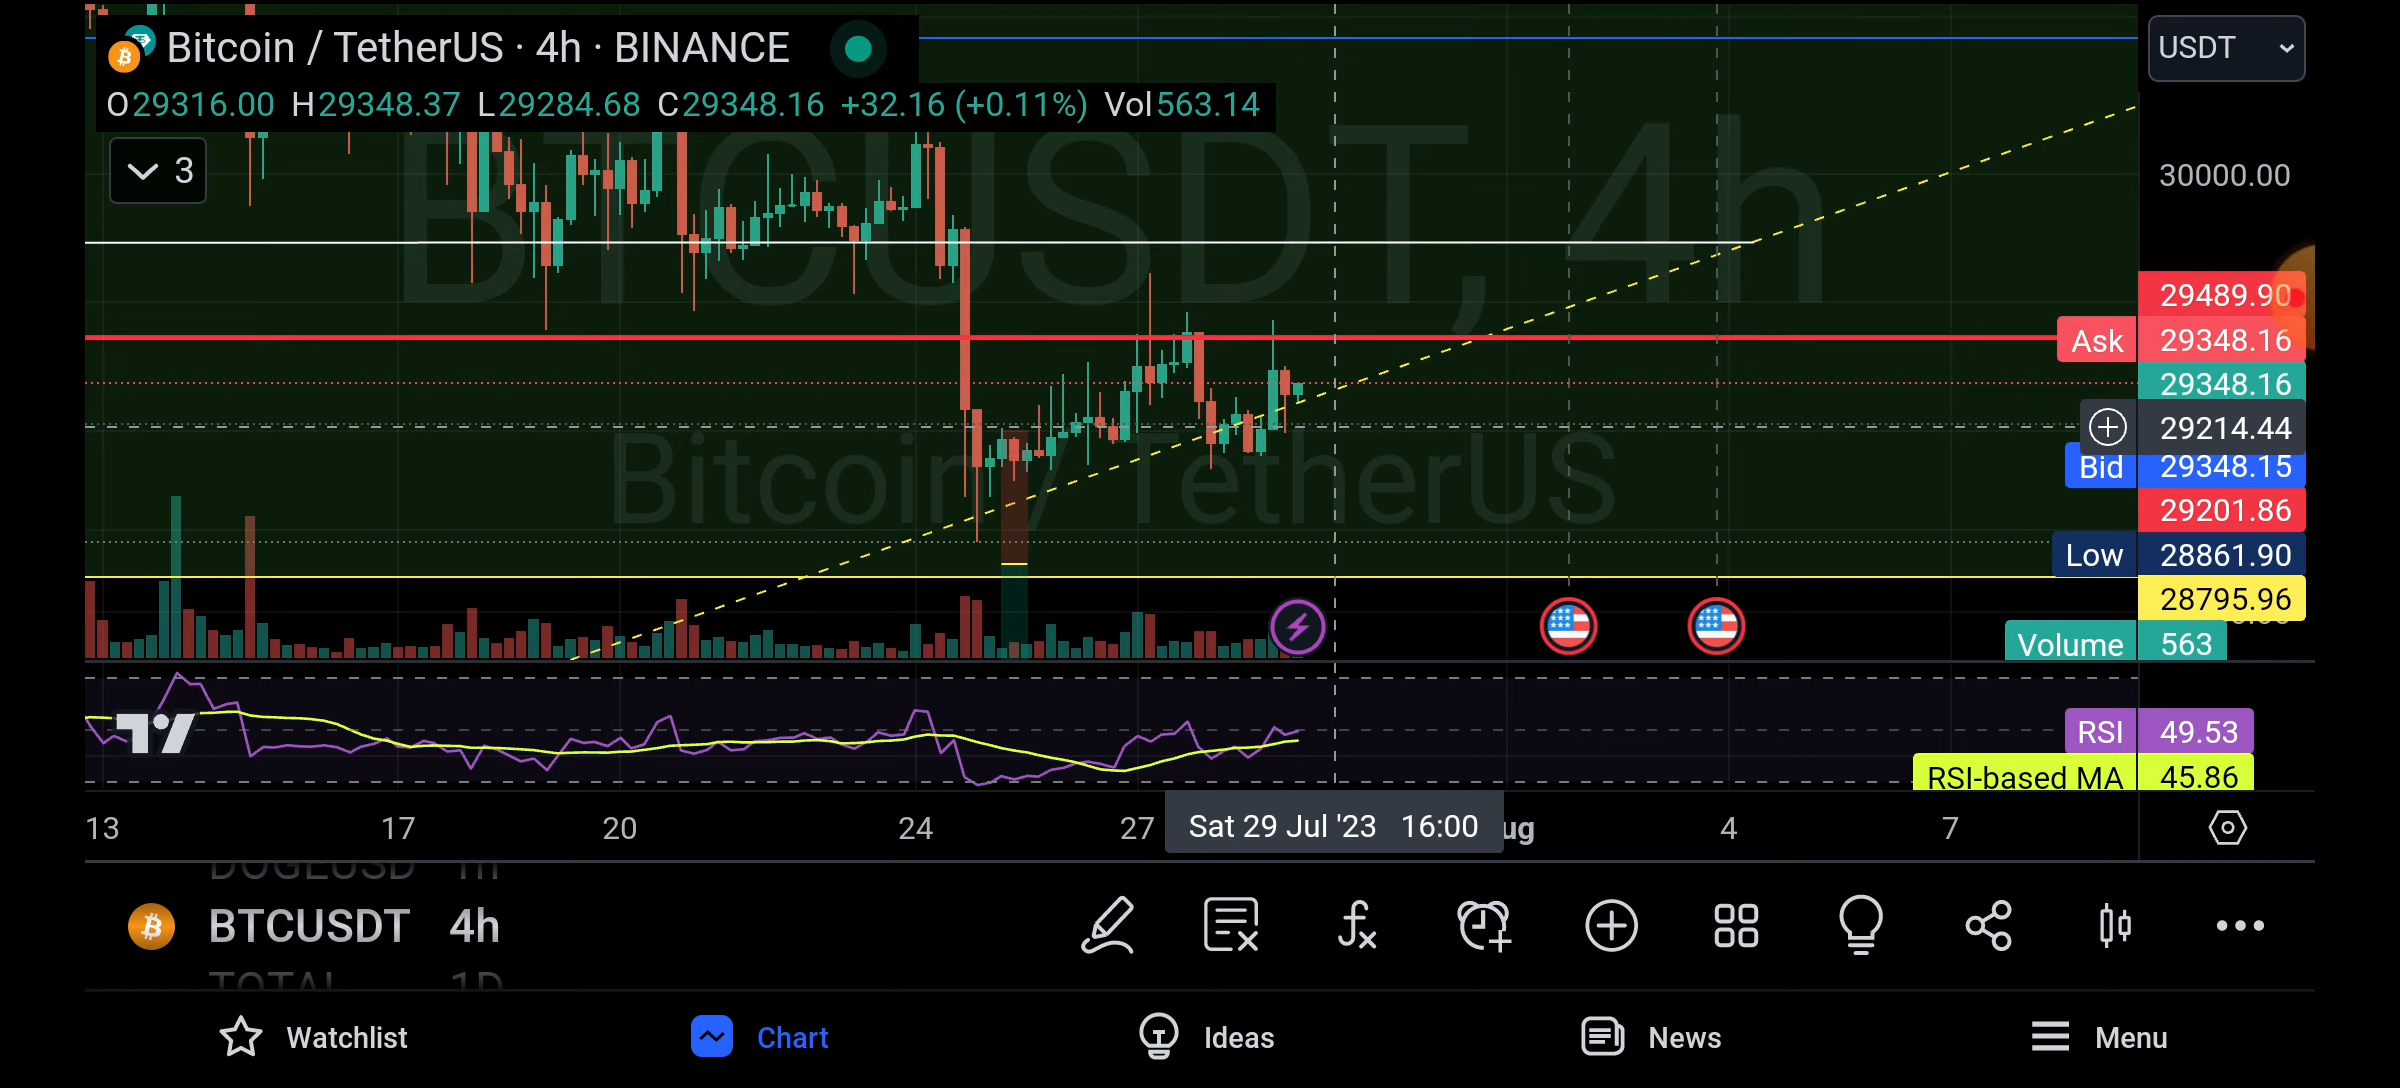 Bitcoin / TetherUS · 4h · BINANCE
USDT
O29316.00 H29348.37 L29284.68 C29348.16 +32.16 (+0.11%) Vol563.14
3
BTCUSDT, 4h
Bitcoin / TetherUS
30000.00
29489.90
Ask 29348.16
29348.16
29214.44
Bid 29348.15
29201.86
Low 28861.90
28795.96
Volume 563
RSI 49.53
RSI-based MA 45.86
13 17 20 24 27 Sat 29 Jul '23 16:00 ug 4 7
DOGEUSD 1h
BTCUSDT 4h
TOTAL 1D
Watchlist Chart Ideas News Menu